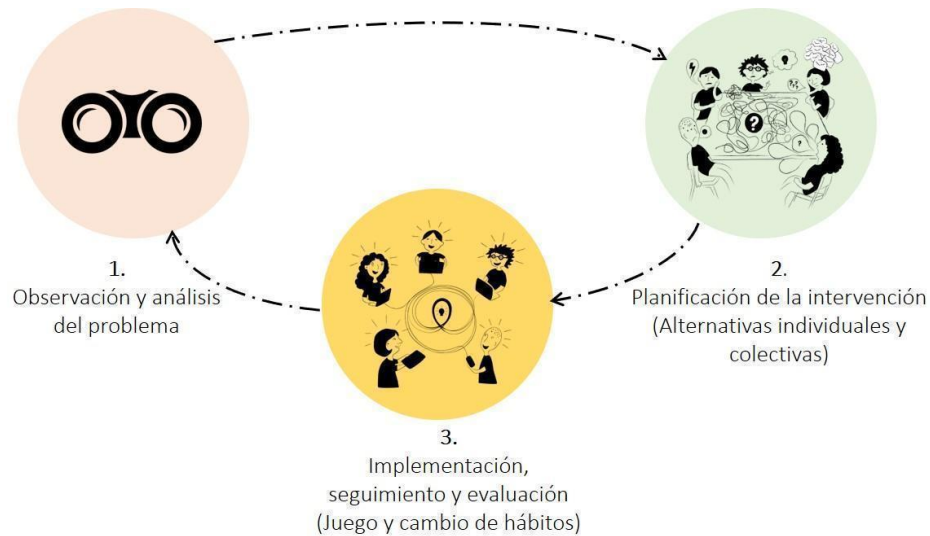 1.
Observación y análisis
del problema
2.
Planificación de la intervención
(Alternativas individuales y
colectivas)
3.
Implementación,
seguimiento y evaluación
(Juego y cambio de hábitos)